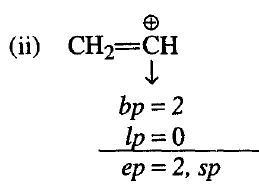 ⊕
(ii) CH₂=CH
↓
bp = 2
lp = 0
ep = 2, sp